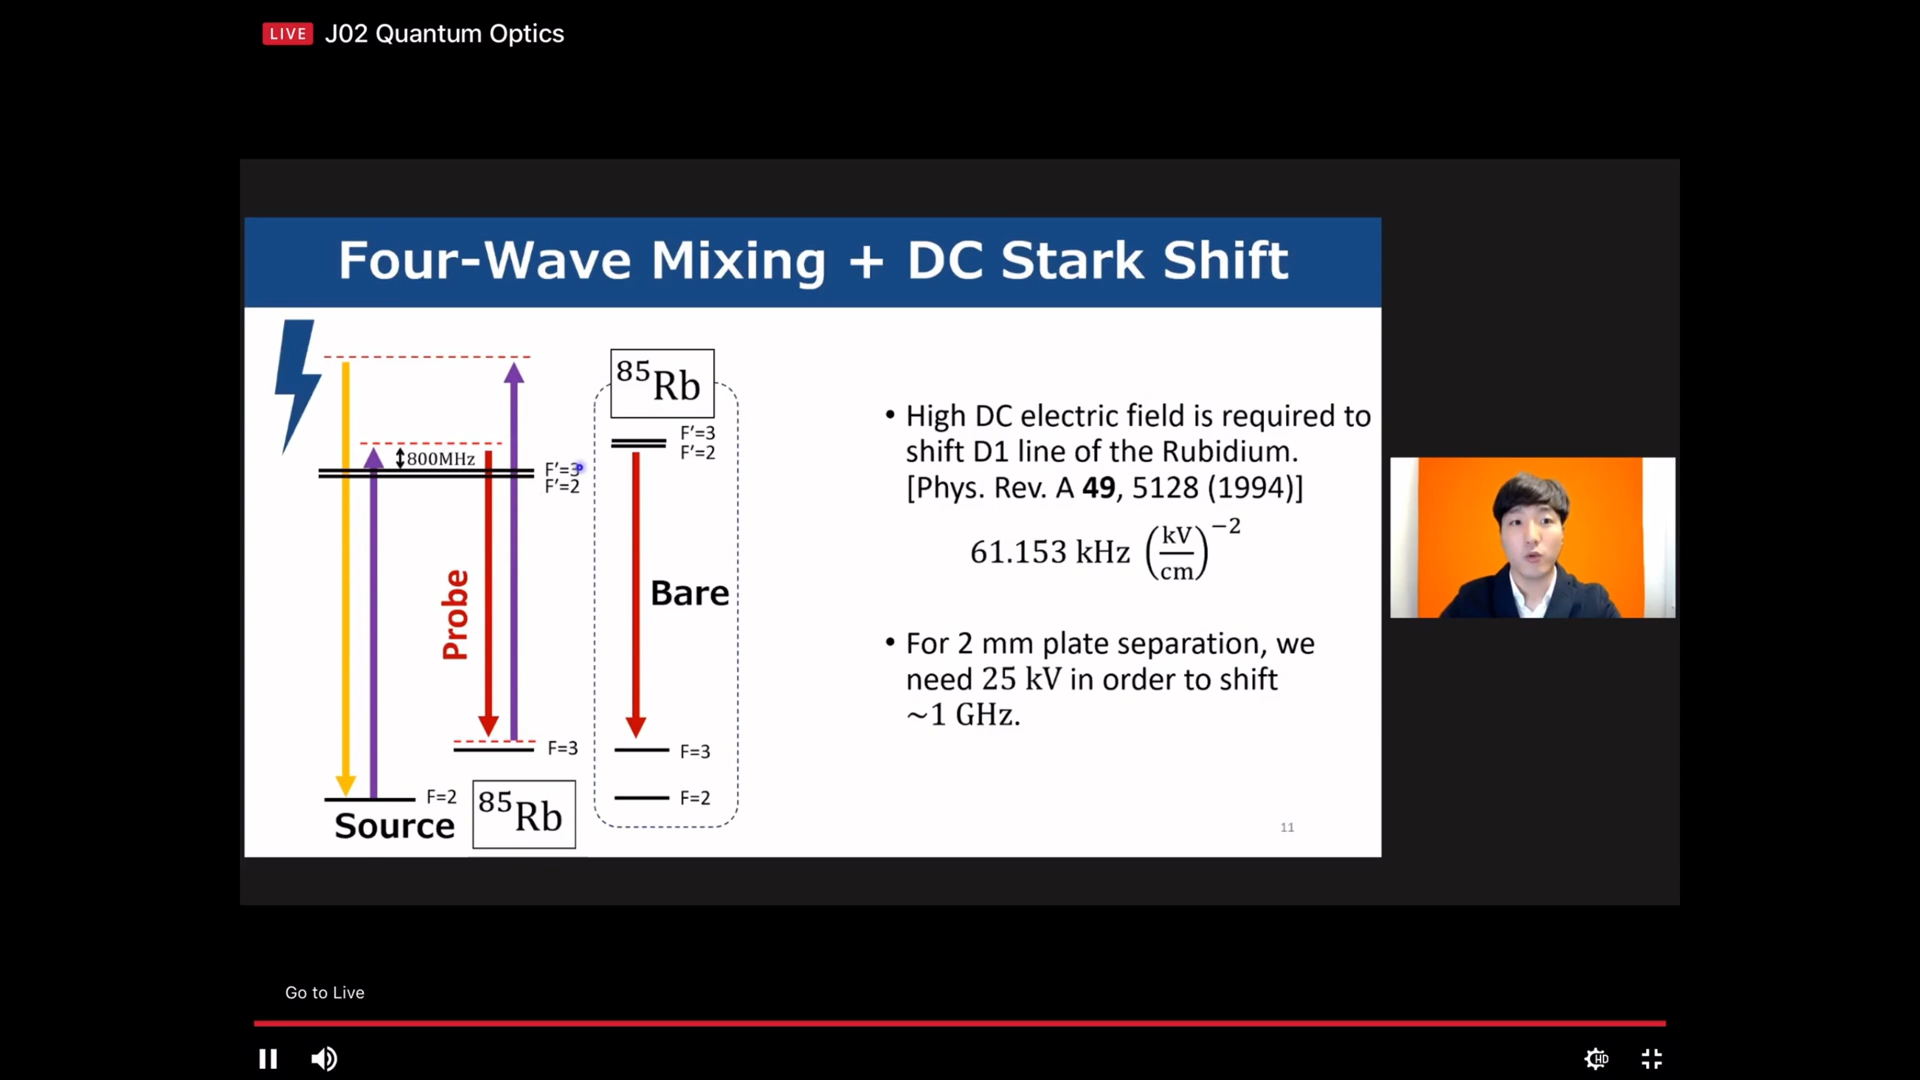 LIVE J02 Quantum Optics
Four-Wave Mixing + DC Stark Shift
800MHz
F'=3
F'=2
Probe
F=3
F=2
Source
85Rb
85Rb
F'=3
F'=2
Bare
F=3
F=2
• High DC electric field is required to
shift D1 line of the Rubidium.
[Phys. Rev. A 49, 5128 (1994)]
61.153 kHz (kV/cm)^−2
• For 2 mm plate separation, we
need 25 kV in order to shift
~1 GHz.
11
Go to Live
HD